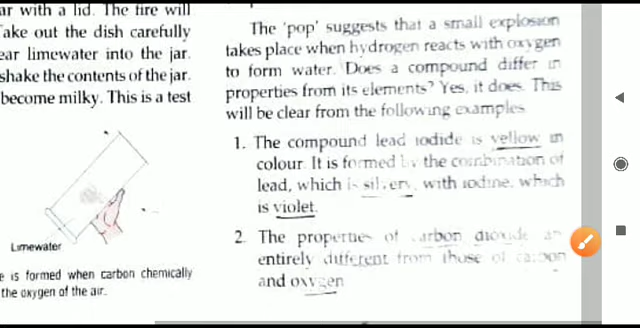 ar with a lid. The fire will
ake out the dish carefully
ear limewater into the jar.
shake the contents of the jar.
become milky. This is a test
Limewater
e is formed when carbon chemically
the oxygen of the air.
The 'pop' suggests that a small explosion
takes place when hydrogen reacts with oxygen
to form water. Does a compound differ in
properties from its elements? Yes, it does. This
will be clear from the following examples.
1. The compound lead iodide is yellow in
colour. It is formed by the combination of
lead, which is silvery, with iodine, which
is violet.
2. The properties of carbon dioxide are
entirely different from those of carbon
and oxygen